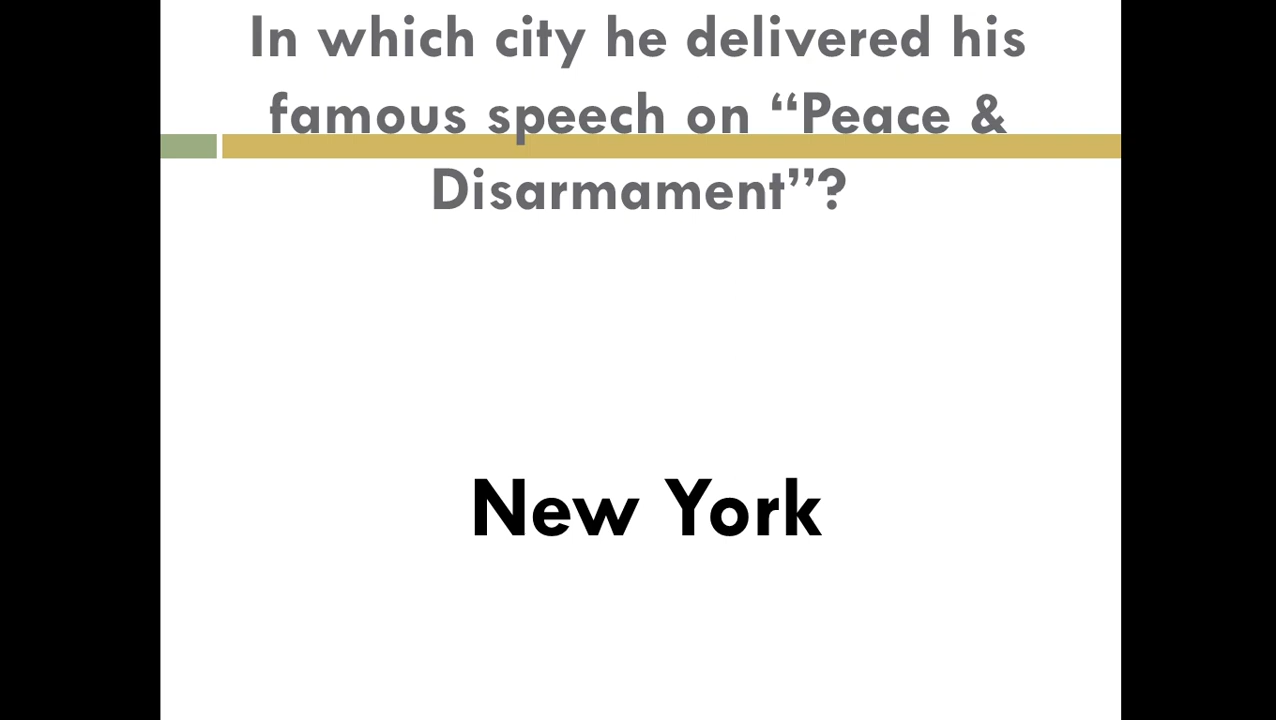 In which city he delivered his
famous speech on “Peace &
Disarmament”?
New York